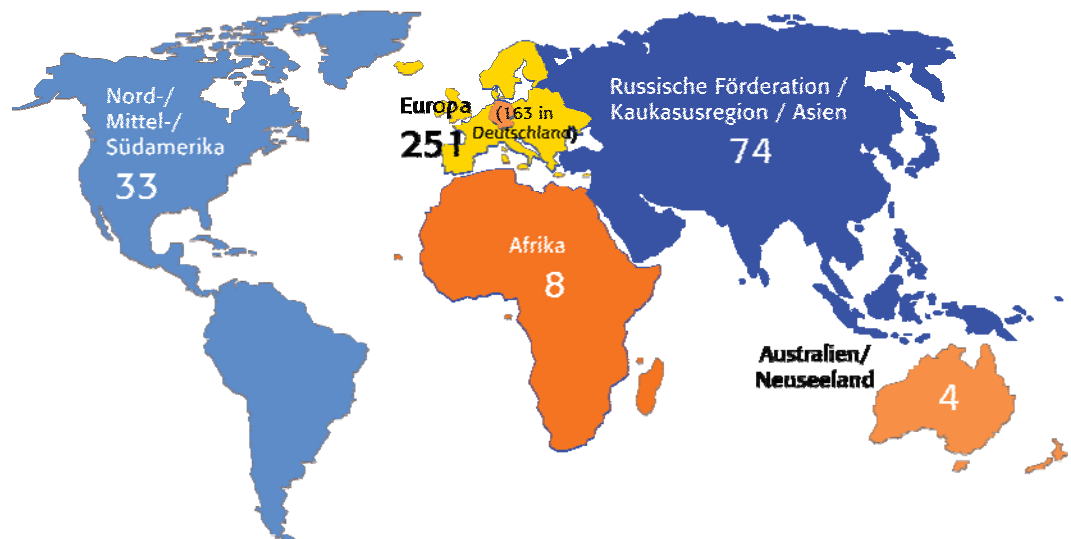 Nord-/
Mittel-/
Südamerika
33
Europa
251
(163 in
Deutschland)
Russische Förderation /
Kaukasusregion / Asien
74
Afrika
8
Australien/
Neuseeland
4